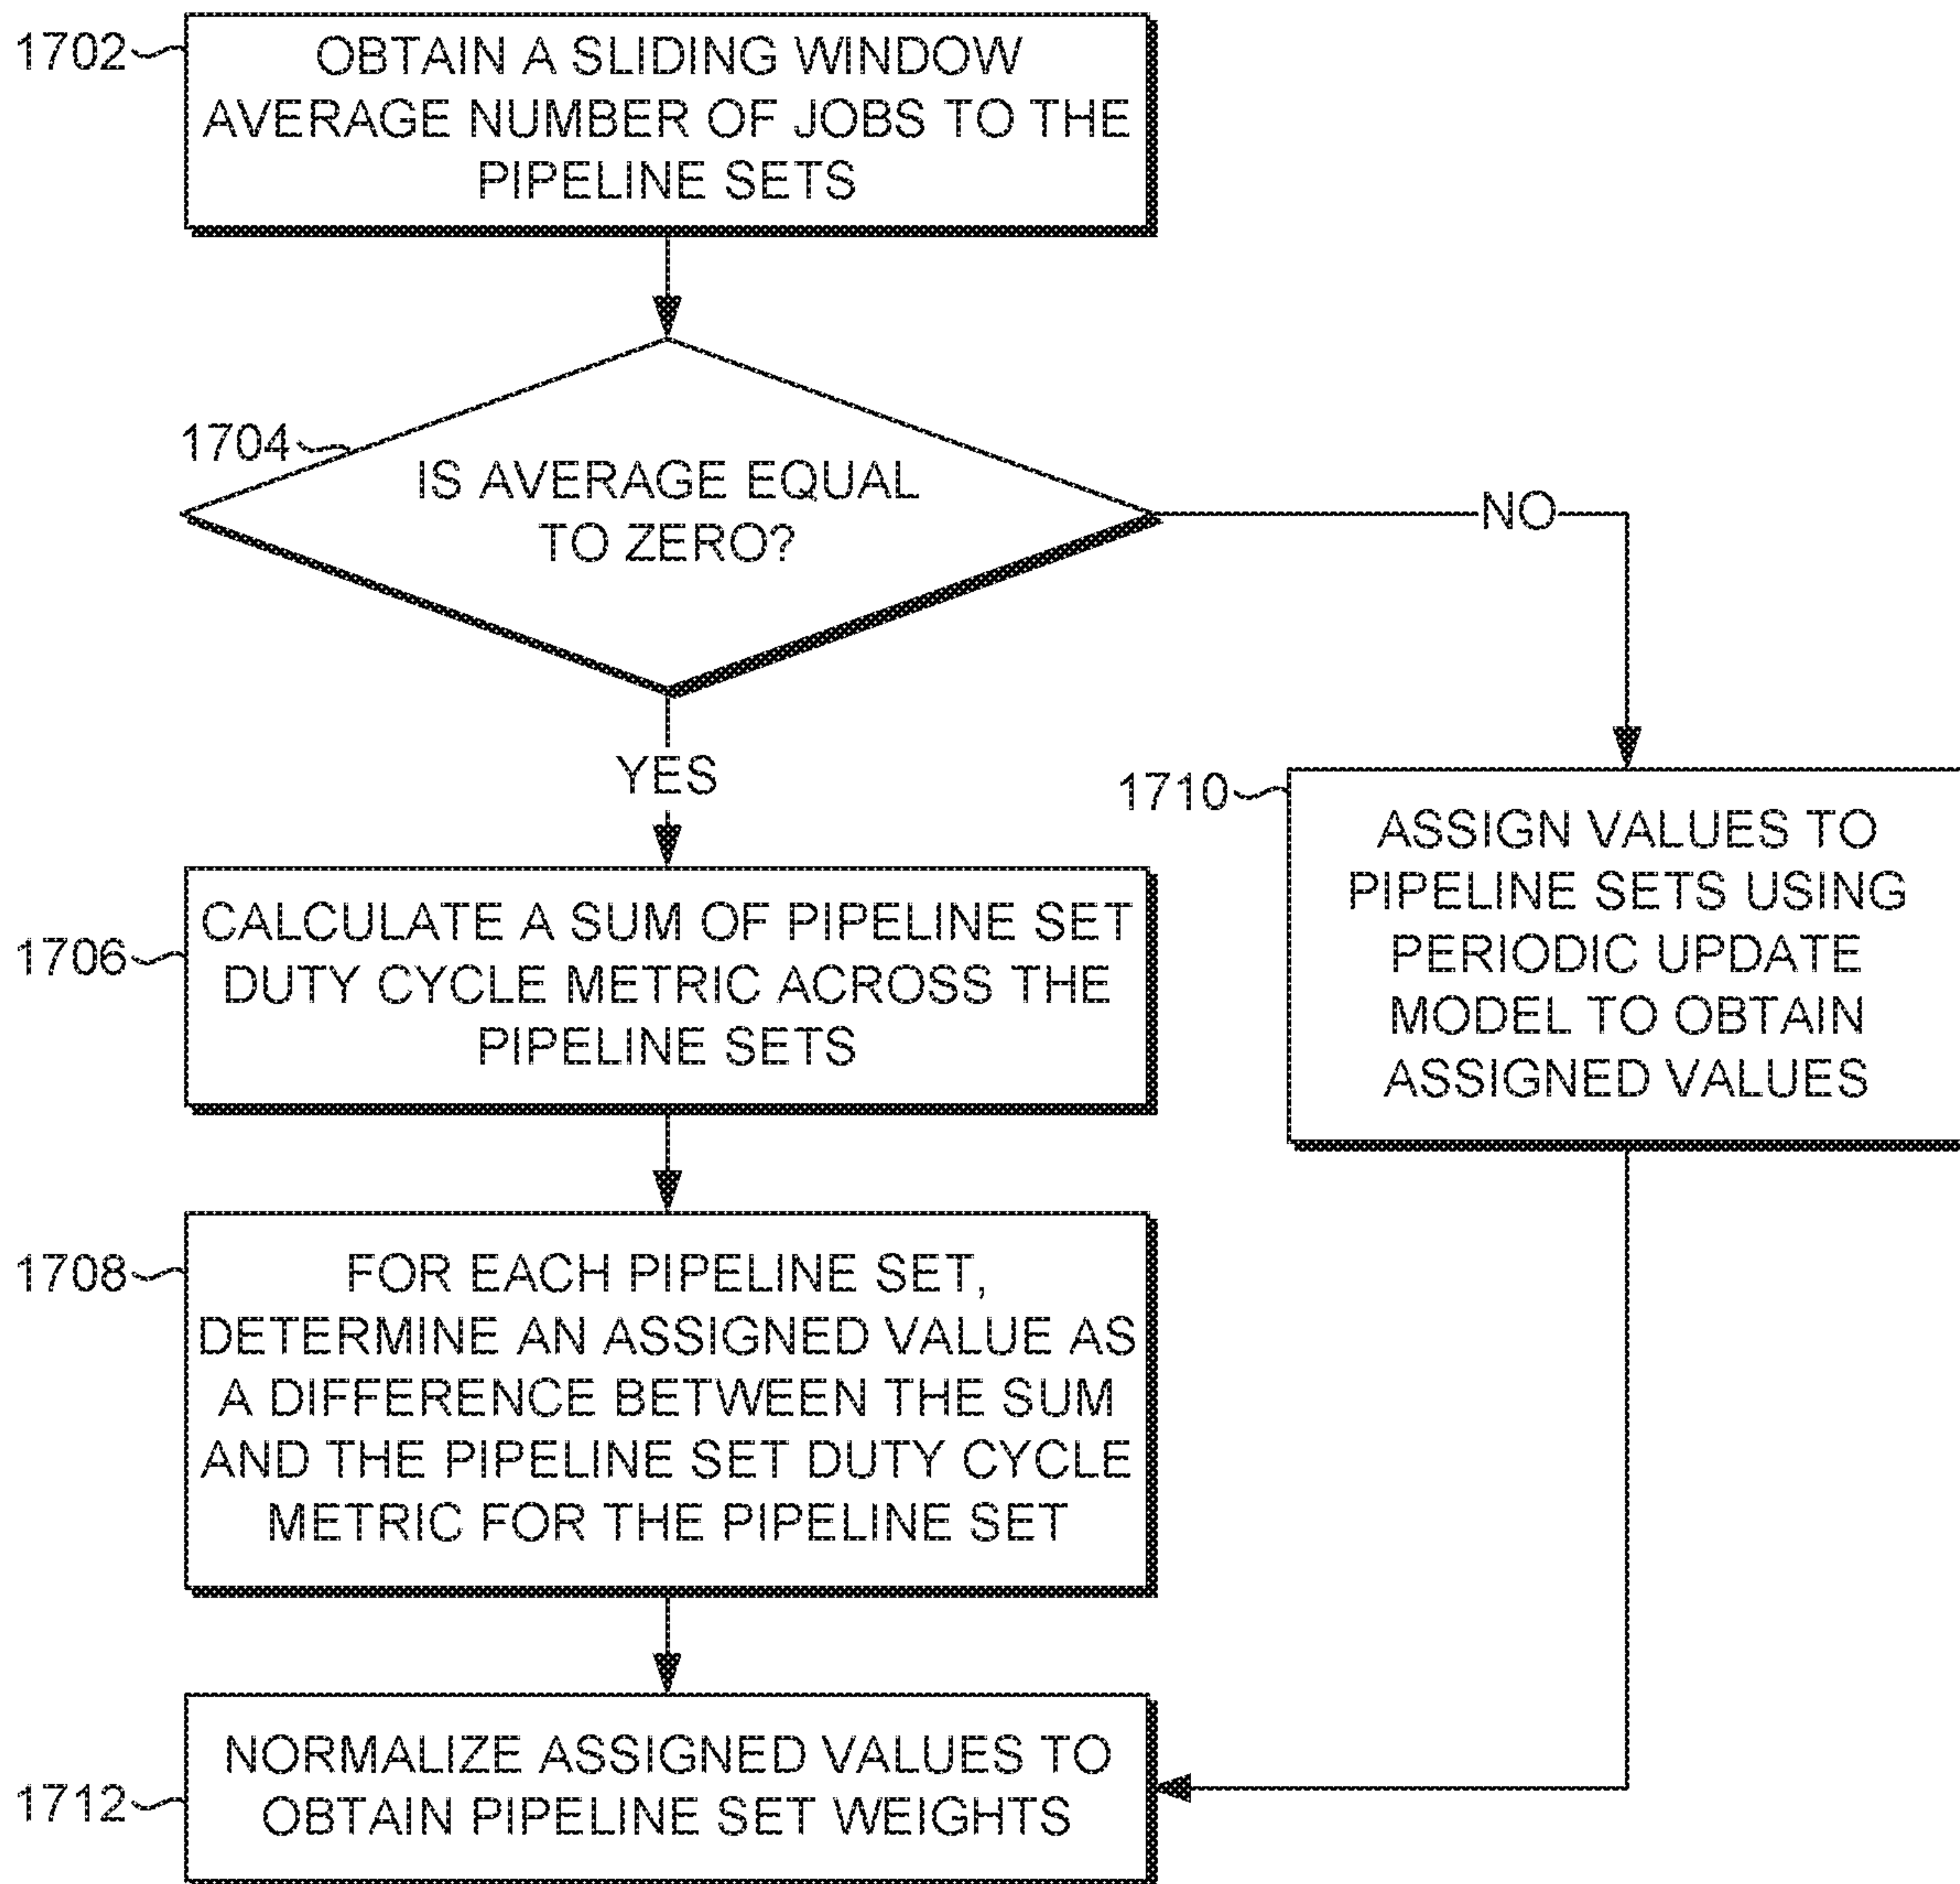 1702
OBTAIN A SLIDING WINDOW
AVERAGE NUMBER OF JOBS TO THE
PIPELINE SETS
1704
IS AVERAGE EQUAL
TO ZERO?
NO
YES
1706
CALCULATE A SUM OF PIPELINE SET
DUTY CYCLE METRIC ACROSS THE
PIPELINE SETS
1710
ASSIGN VALUES TO
PIPELINE SETS USING
PERIODIC UPDATE
MODEL TO OBTAIN
ASSIGNED VALUES
1708
FOR EACH PIPELINE SET,
DETERMINE AN ASSIGNED VALUE AS
A DIFFERENCE BETWEEN THE SUM
AND THE PIPELINE SET DUTY CYCLE
METRIC FOR THE PIPELINE SET
1712
NORMALIZE ASSIGNED VALUES TO
OBTAIN PIPELINE SET WEIGHTS